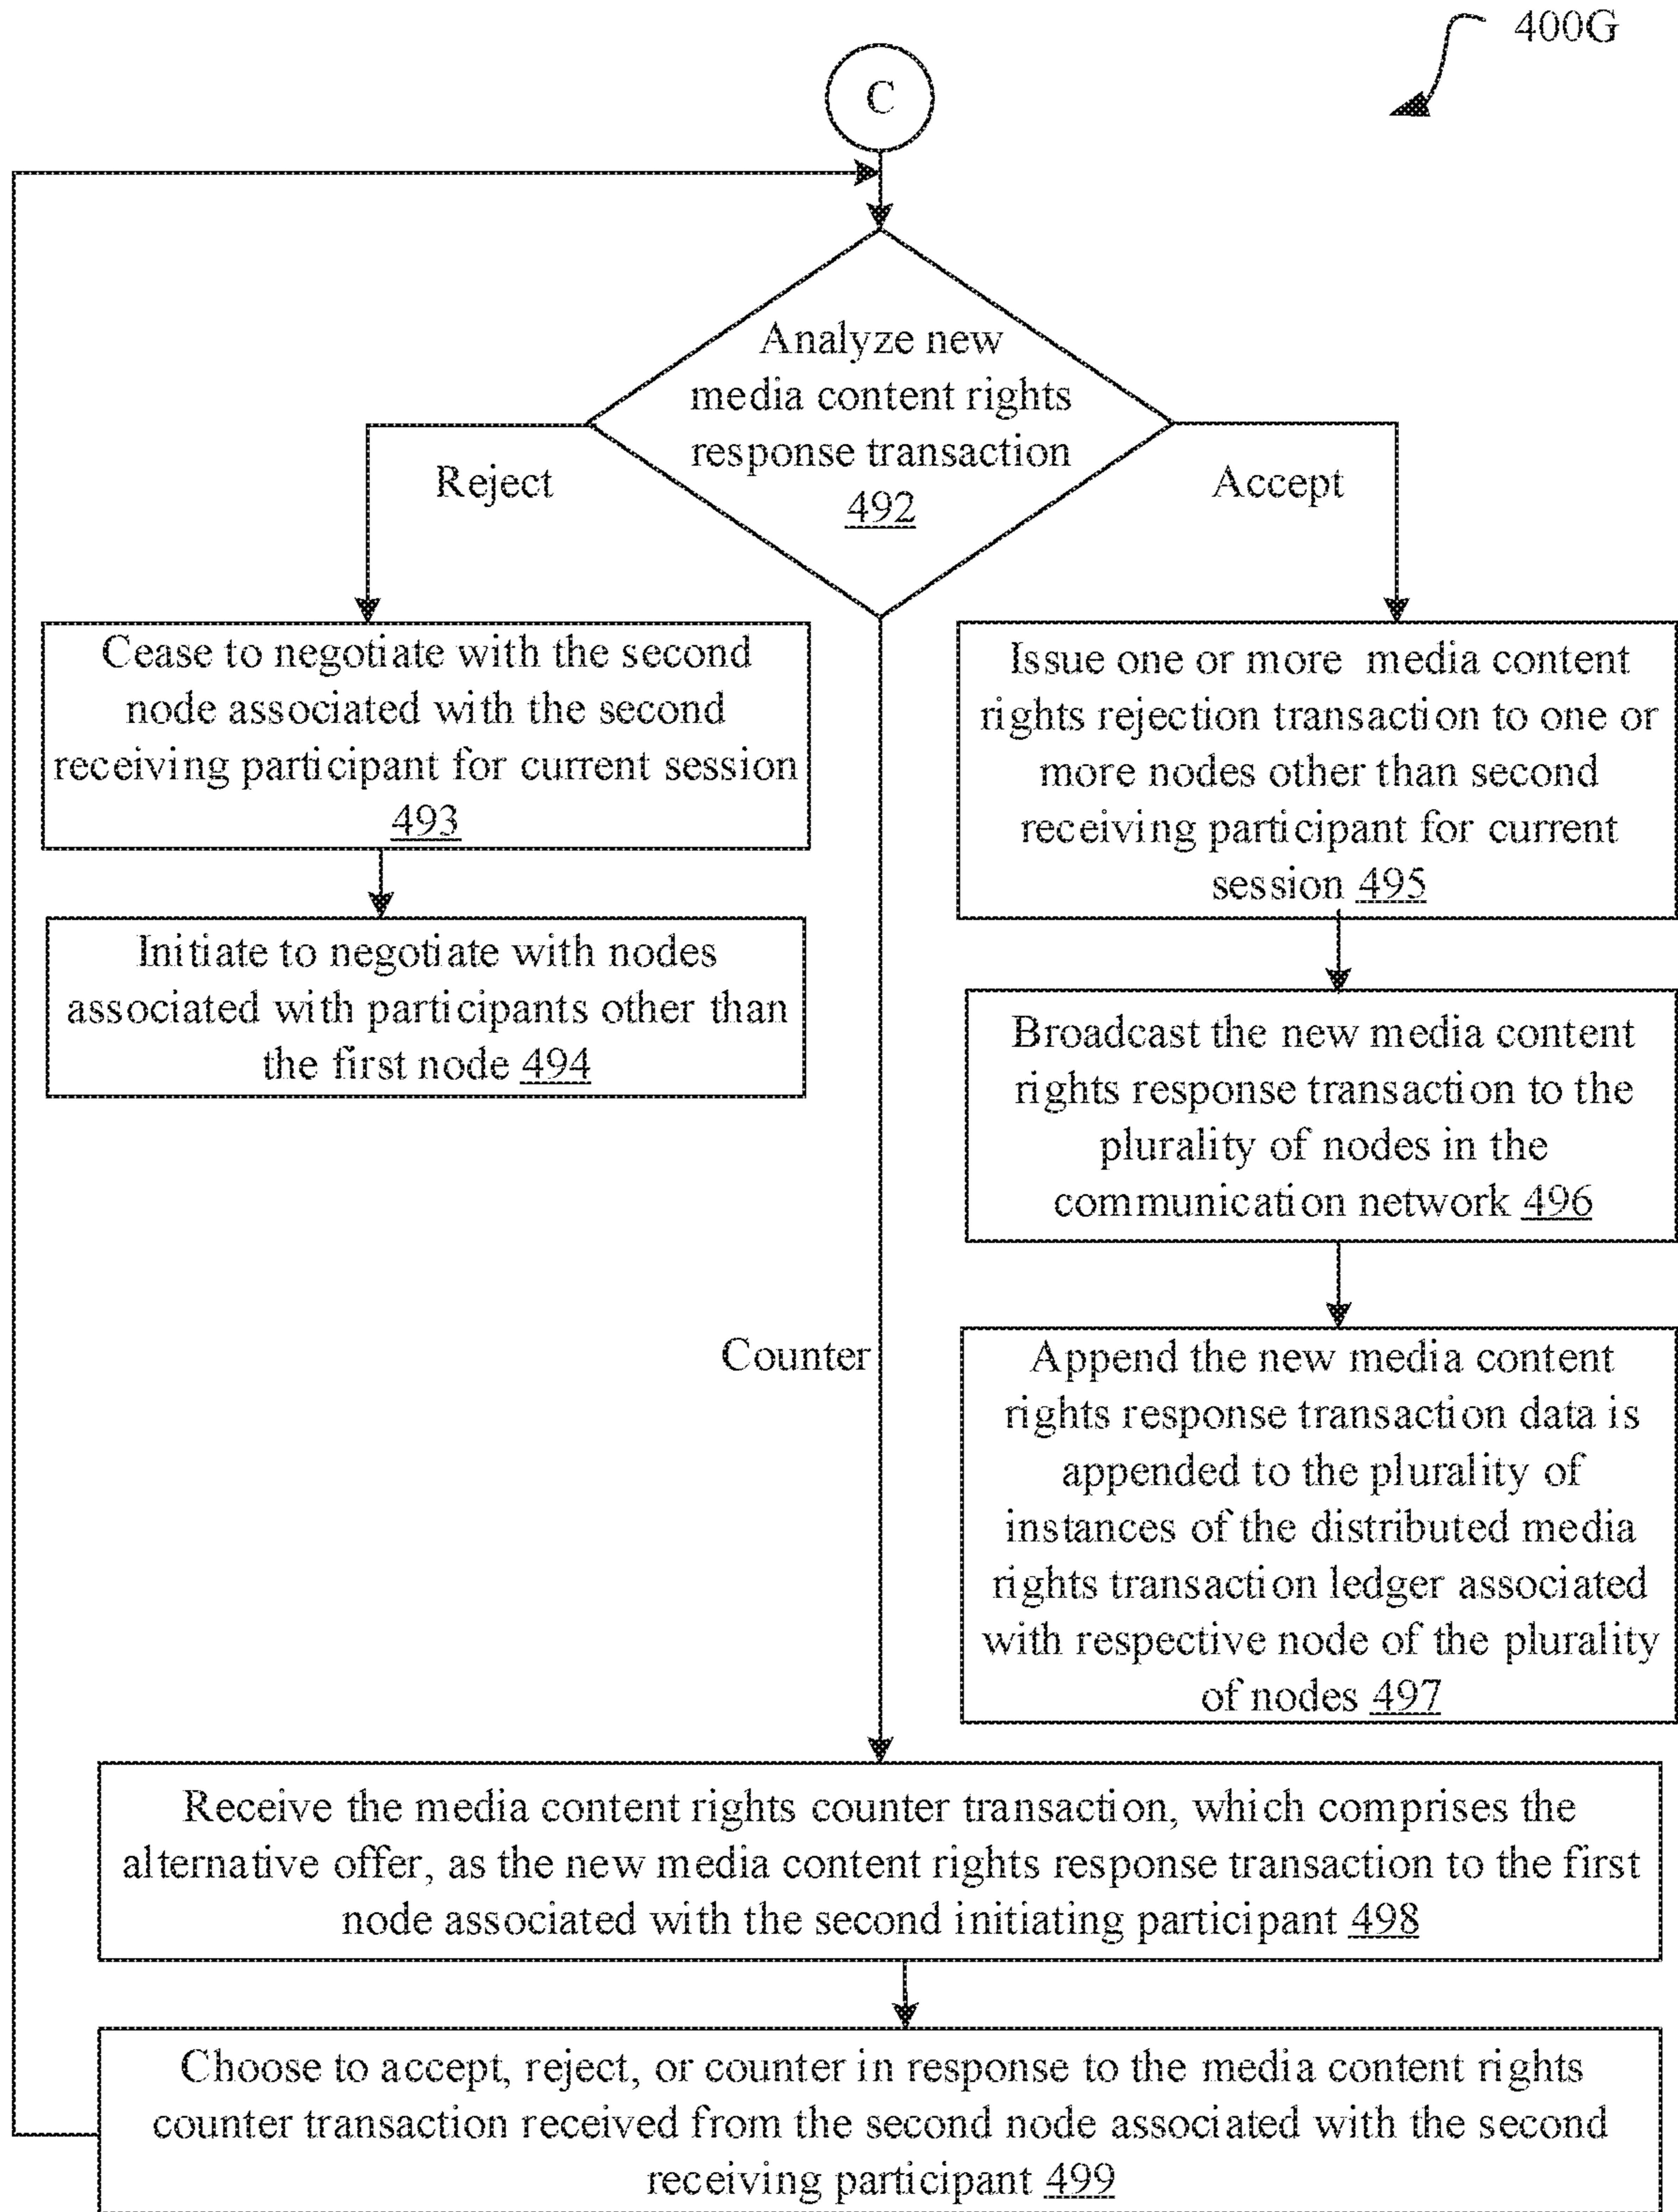 400G
C
Analyze new
media content rights
response transaction
492
Reject
Accept
Cease to negotiate with the second
node associated with the second
receiving participant for current session
493
Initiate to negotiate with nodes
associated with participants other than
the first node 494
Issue one or more media content
rights rejection transaction to one or
more nodes other than second
receiving participant for current
session 495
Broadcast the new media content
rights response transaction to the
plurality of nodes in the
communication network 496
Counter
Append the new media content
rights response transaction data is
appended to the plurality of
instances of the distributed media
rights transaction ledger associated
with respective node of the plurality
of nodes 497
Receive the media content rights counter transaction, which comprises the
alternative offer, as the new media content rights response transaction to the first
node associated with the second initiating participant 498
Choose to accept, reject, or counter in response to the media content rights
counter transaction received from the second node associated with the second
receiving participant 499